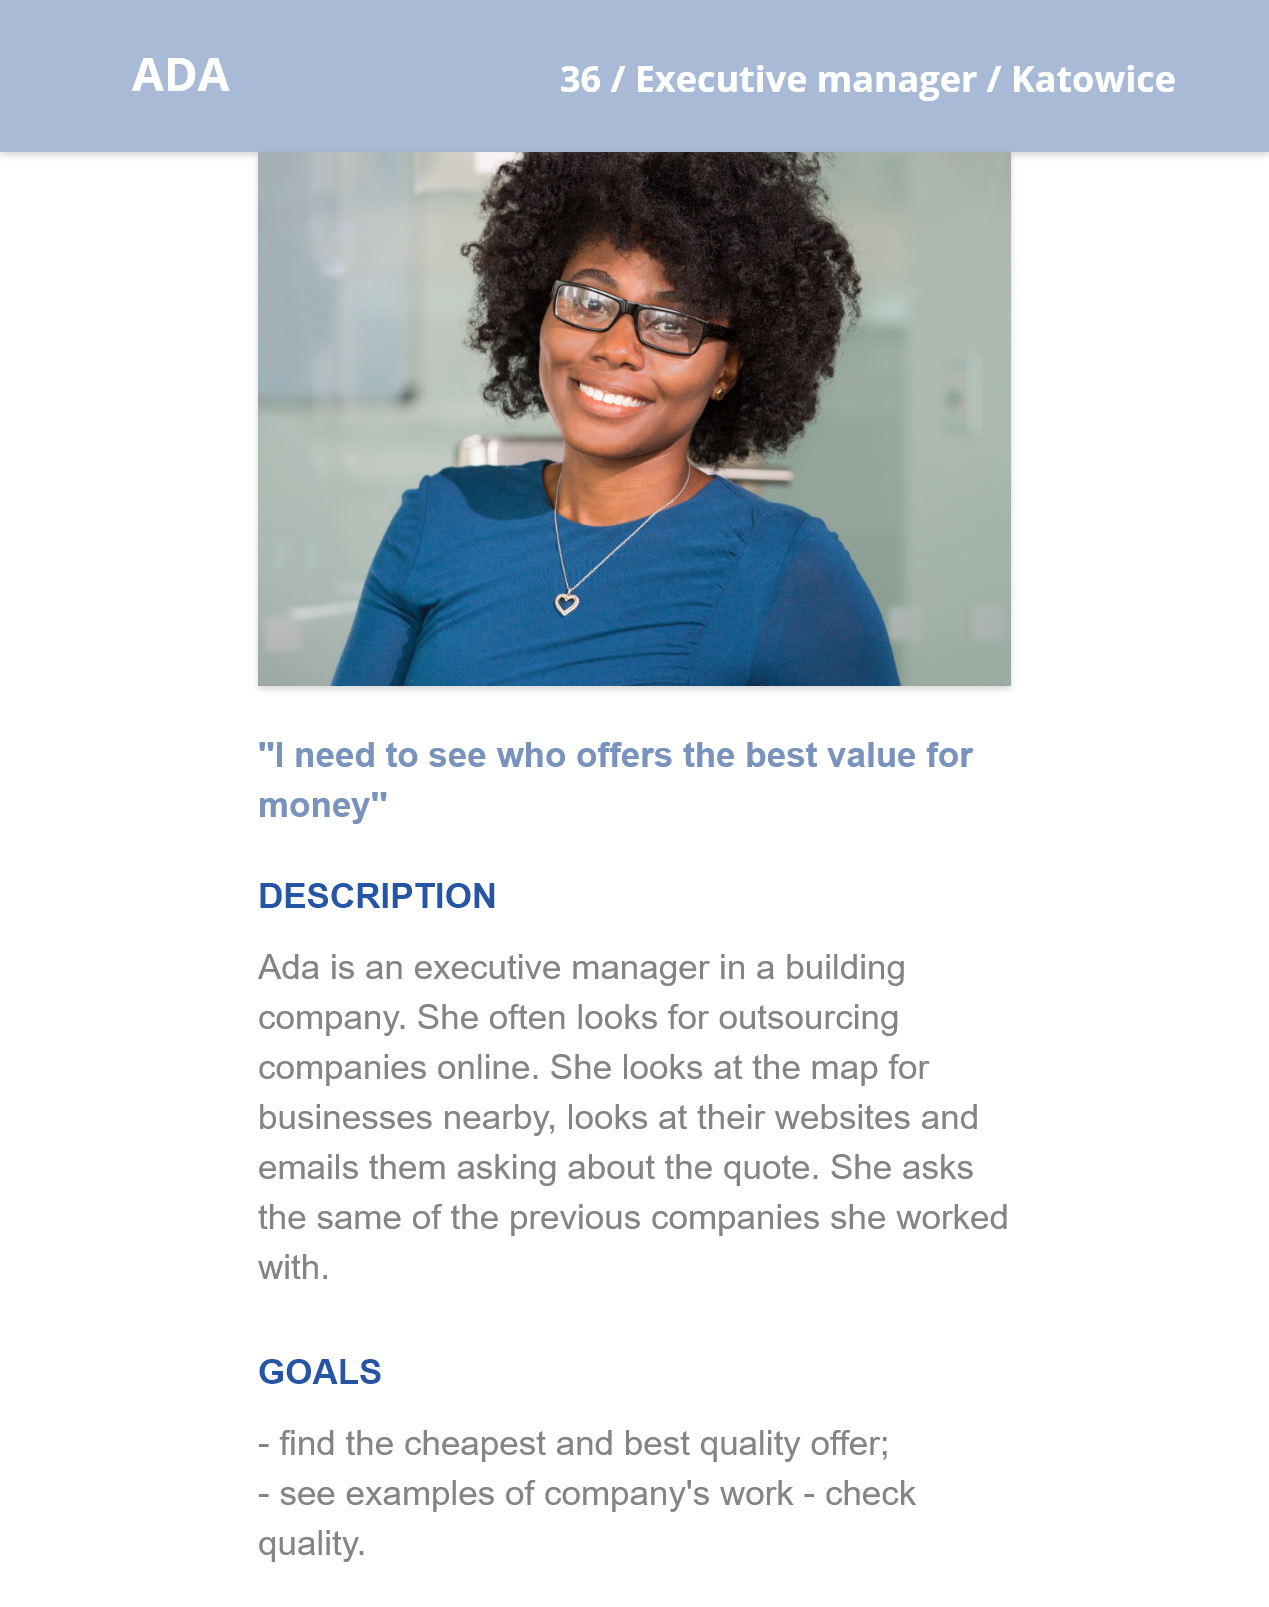 ADA
36 / Executive manager / Katowice
"I need to see who offers the best value for
money"
DESCRIPTION
Ada is an executive manager in a building
company. She often looks for outsourcing
companies online. She looks at the map for
businesses nearby, looks at their websites and
emails them asking about the quote. She asks
the same of the previous companies she worked
with.
GOALS
- find the cheapest and best quality offer;
- see examples of company's work - check
quality.